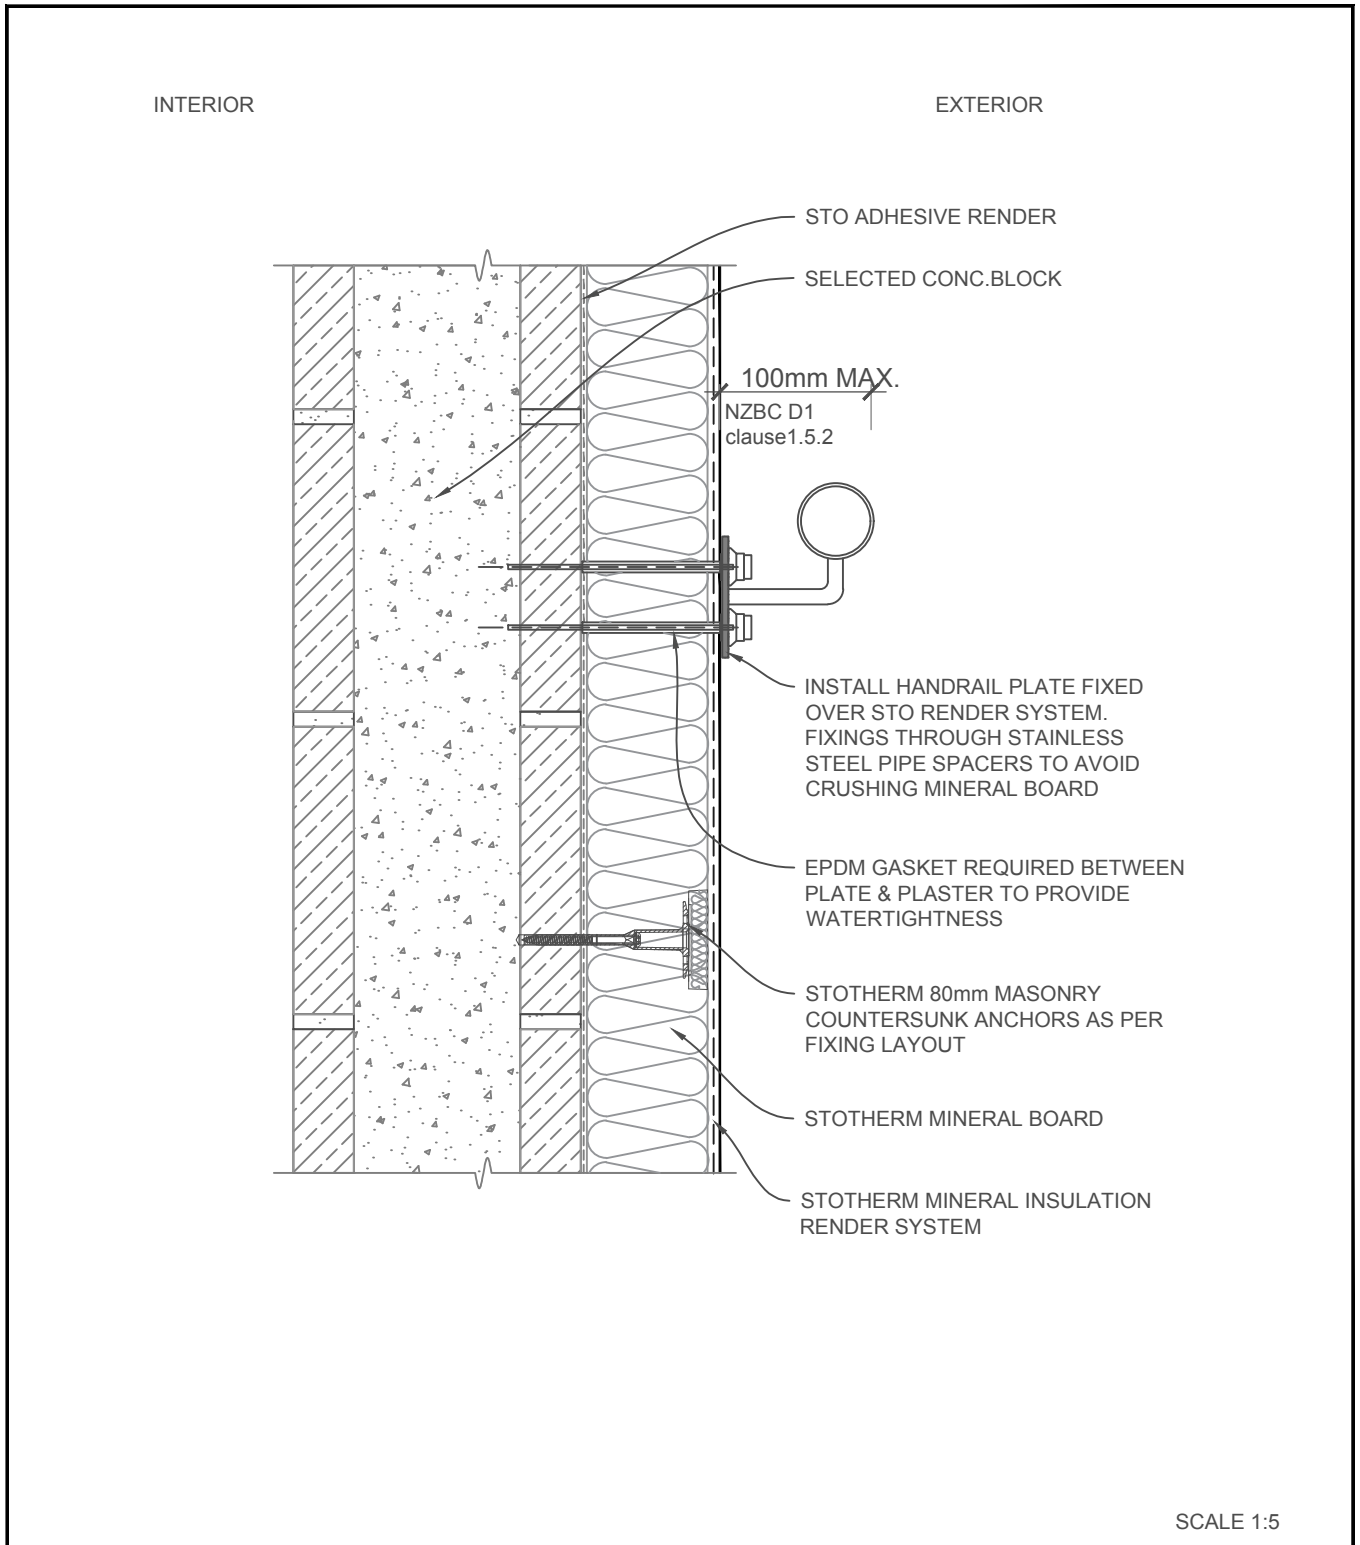 INTERIOR
EXTERIOR
STO ADHESIVE RENDER
SELECTED CONC.BLOCK
100mm MAX.
NZBC D1
clause1.5.2
INSTALL HANDRAIL PLATE FIXED
OVER STO RENDER SYSTEM.
FIXINGS THROUGH STAINLESS
STEEL PIPE SPACERS TO AVOID
CRUSHING MINERAL BOARD
EPDM GASKET REQUIRED BETWEEN
PLATE & PLASTER TO PROVIDE
WATERTIGHTNESS
STOTHERM 80mm MASONRY
COUNTERSUNK ANCHORS AS PER
FIXING LAYOUT
STOTHERM MINERAL BOARD
STOTHERM MINERAL INSULATION
RENDER SYSTEM
SCALE 1:5